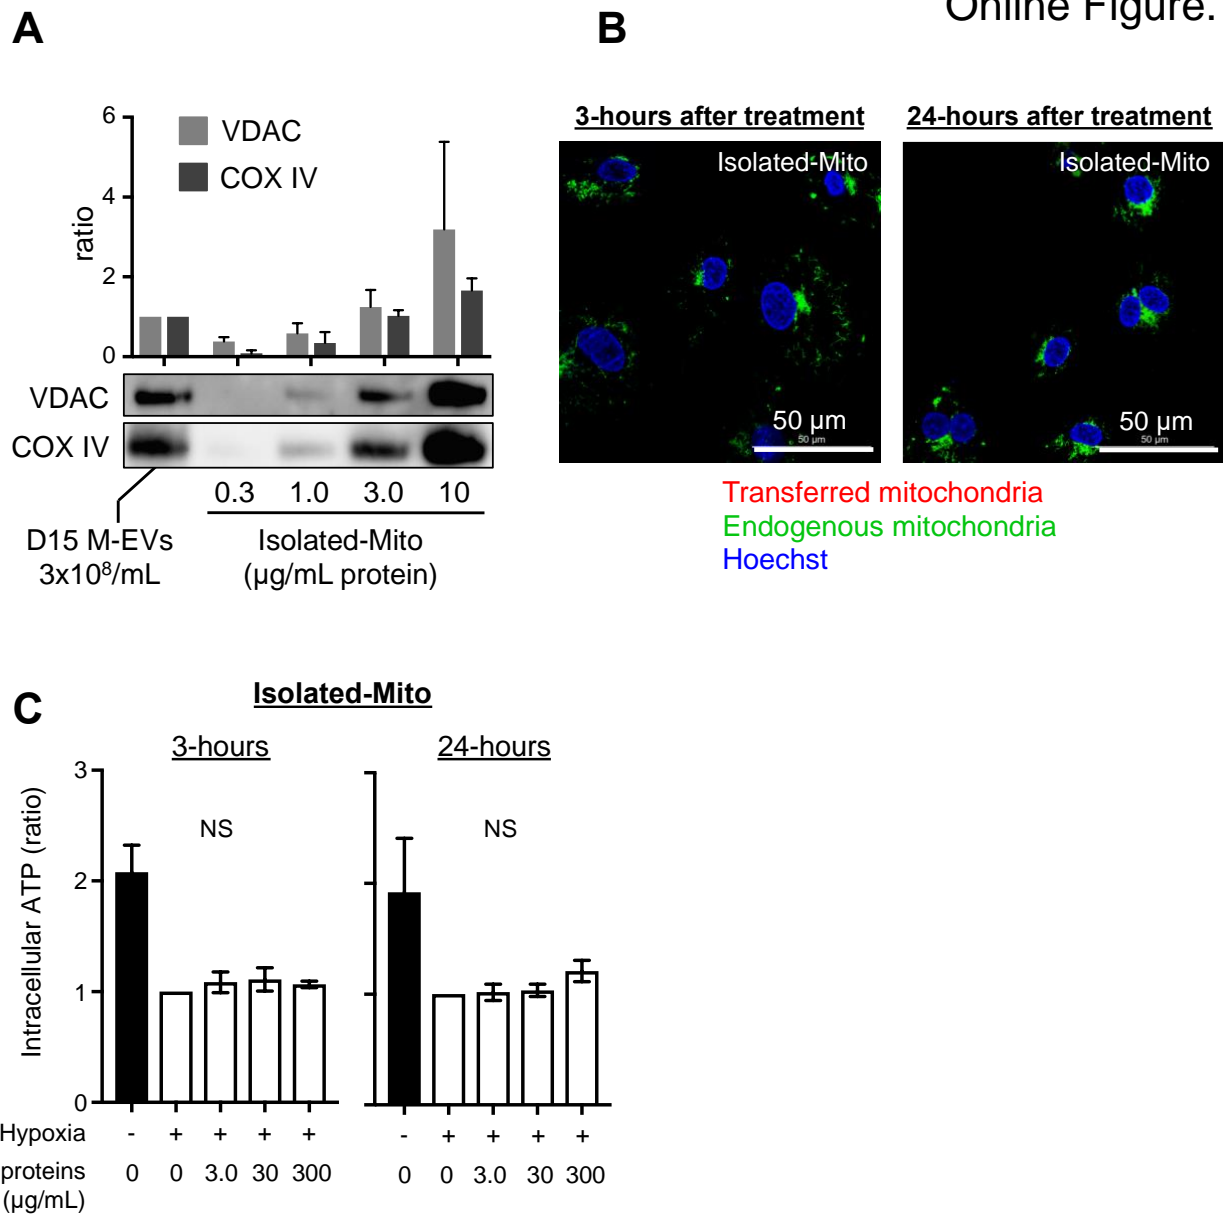 Online Figure.
A
6
4
2
0
ratio
VDAC
COX IV
VDAC
COX IV
0.3 1.0 3.0 10
D15 M-EVs
3x10⁸/mL
Isolated-Mito
(µg/mL protein)
B
3-hours after treatment
Isolated-Mito
50 µm
50 µm
24-hours after treatment
Isolated-Mito
50 µm
50 µm
Transferred mitochondria
Endogenous mitochondria
Hoechst
C
Isolated-Mito
3-hours
24-hours
Intracellular ATP (ratio)
3
2
1
0
NS
NS
Hypoxia - + + + + - + + + +
proteins 0 0 3.0 30 300 0 0 3.0 30 300
(µg/mL)